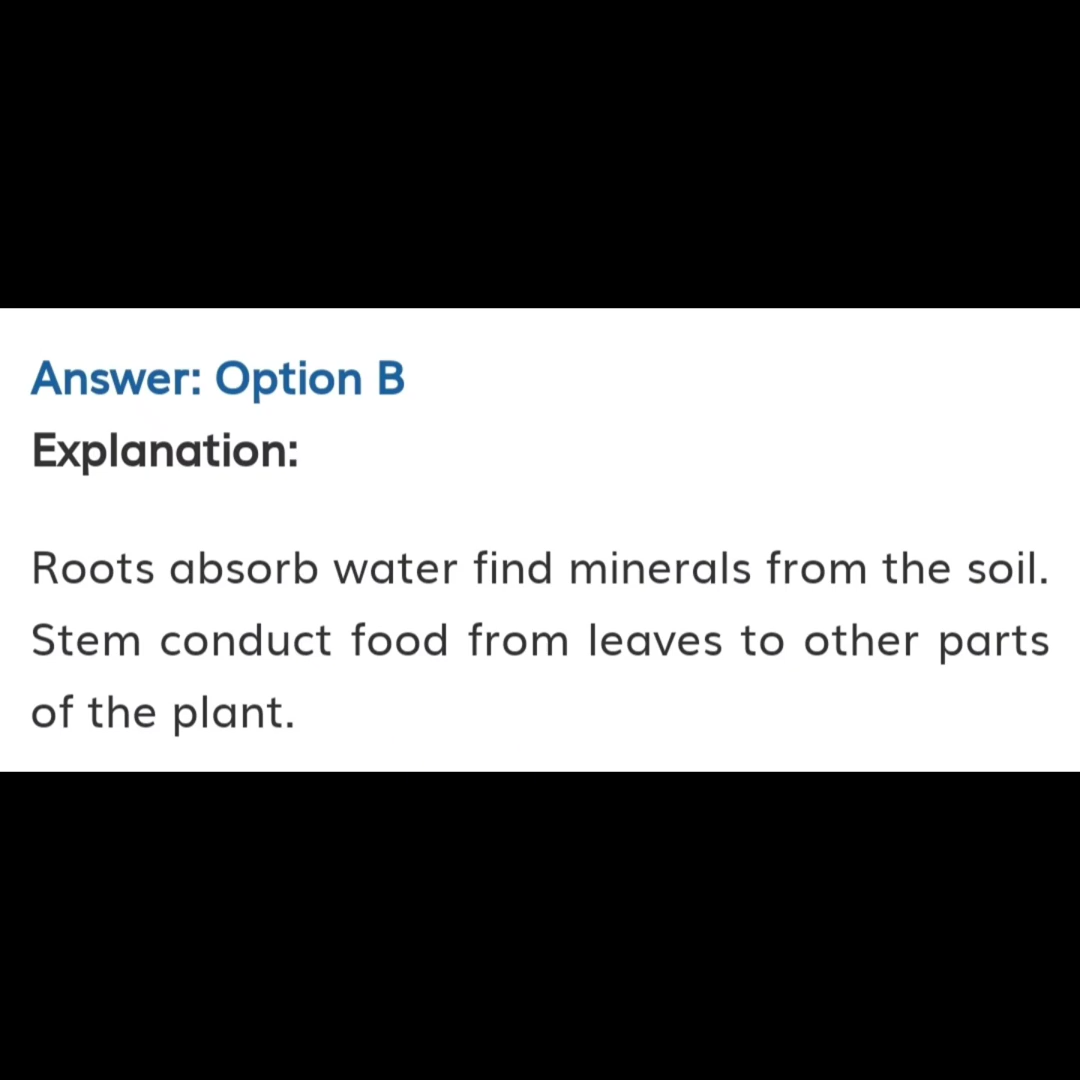 Answer: Option B
Explanation:
Roots absorb water find minerals from the soil.
Stem conduct food from leaves to other parts
of the plant.